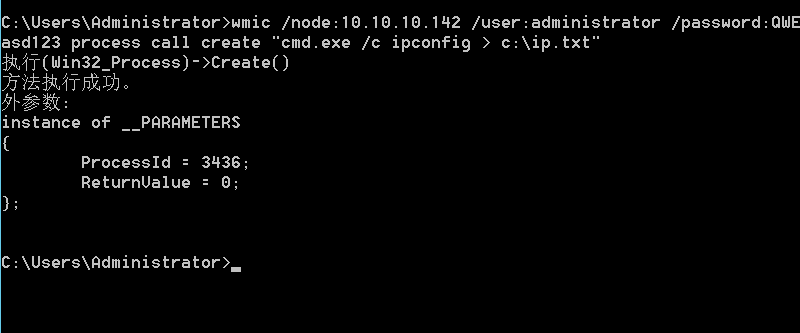 C:\Users\Administrator>wmic /node:10.10.10.142 /user:administrator /password:QWE
asd123 process call create "cmd.exe /c ipconfig > c:\ip.txt"
执行(Win32_Process)->Create()
方法执行成功。
外参数:
instance of __PARAMETERS
{
        ProcessId = 3436;
        ReturnValue = 0;
};
C:\Users\Administrator>_